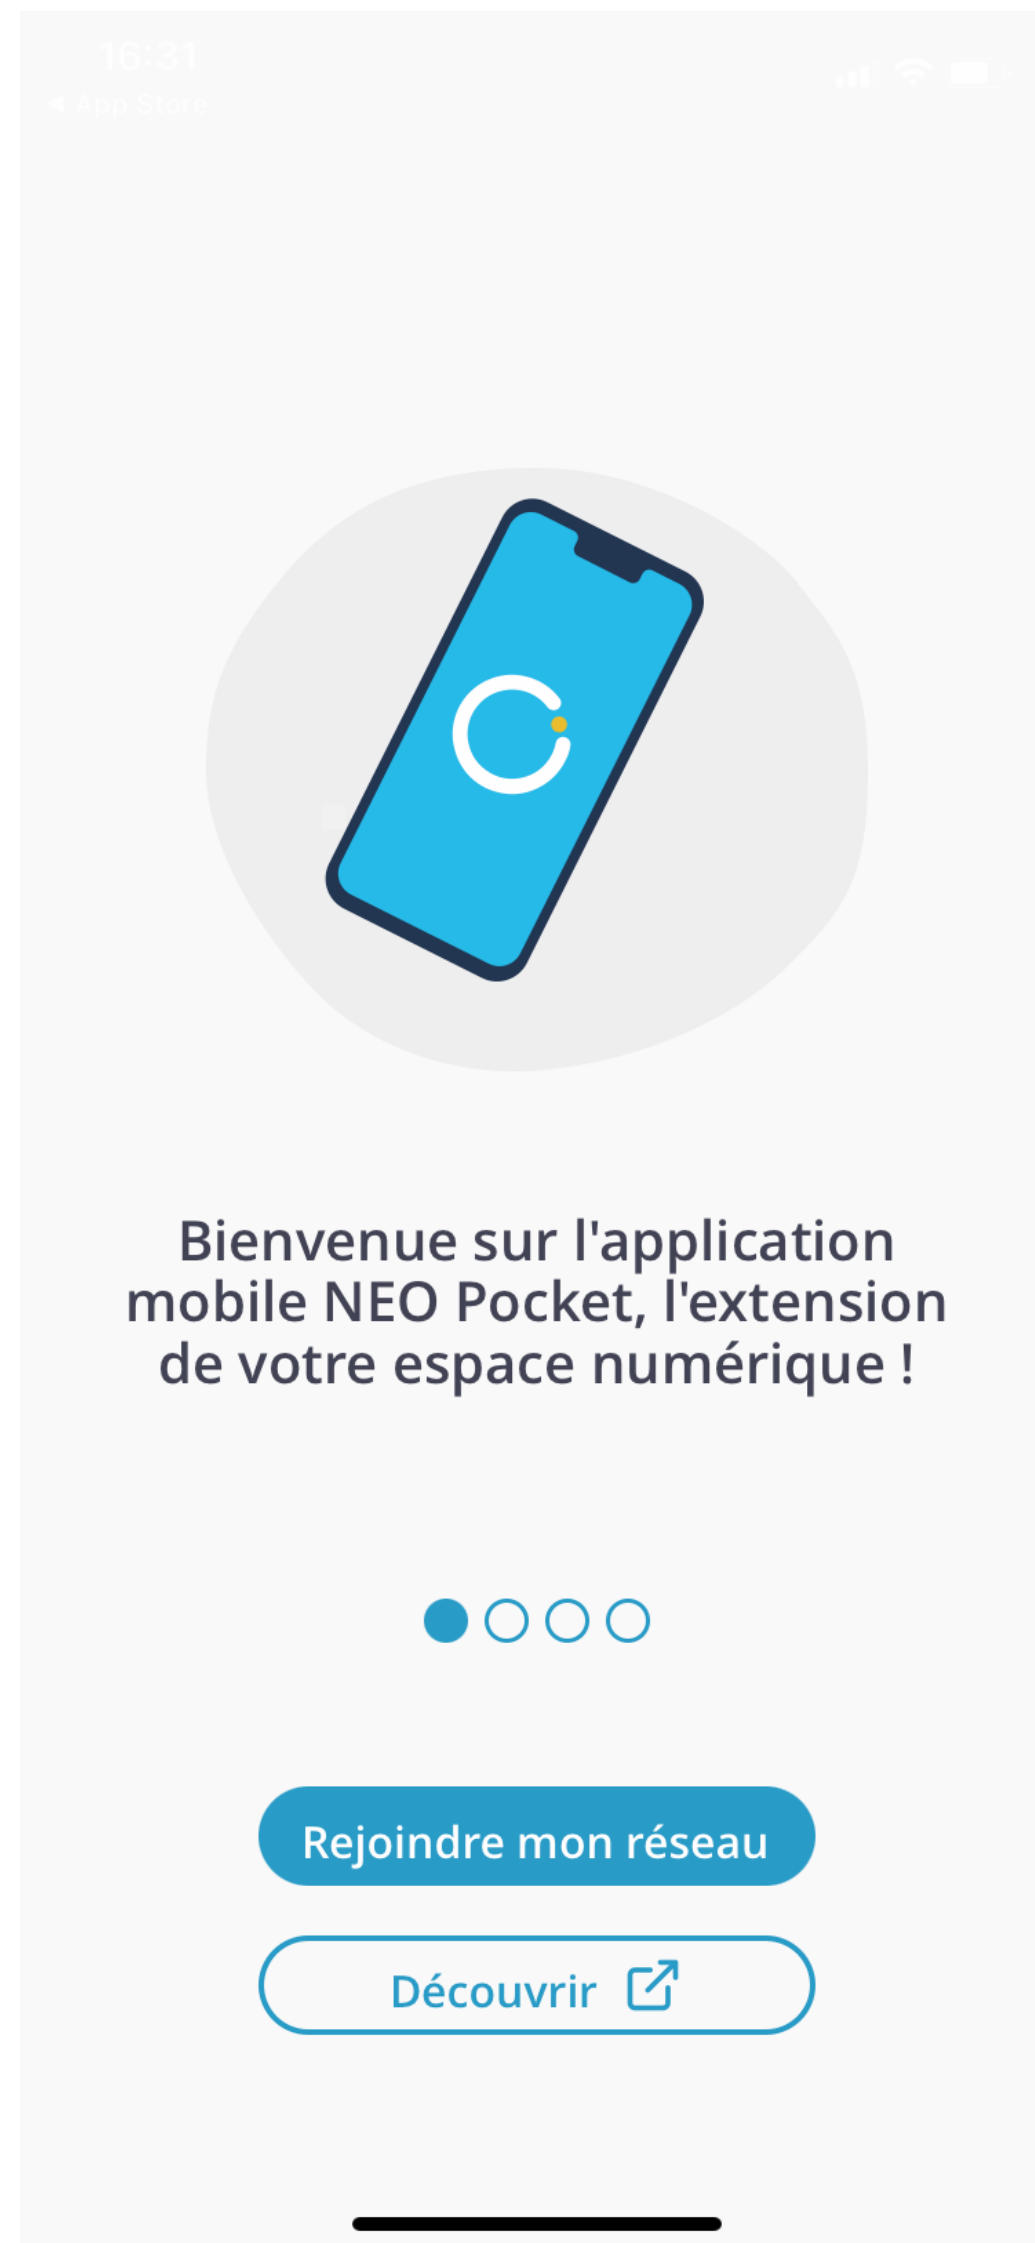 16:31
◀ App Store
Bienvenue sur l'application
mobile NEO Pocket, l'extension
de votre espace numérique !
Rejoindre mon réseau
Découvrir